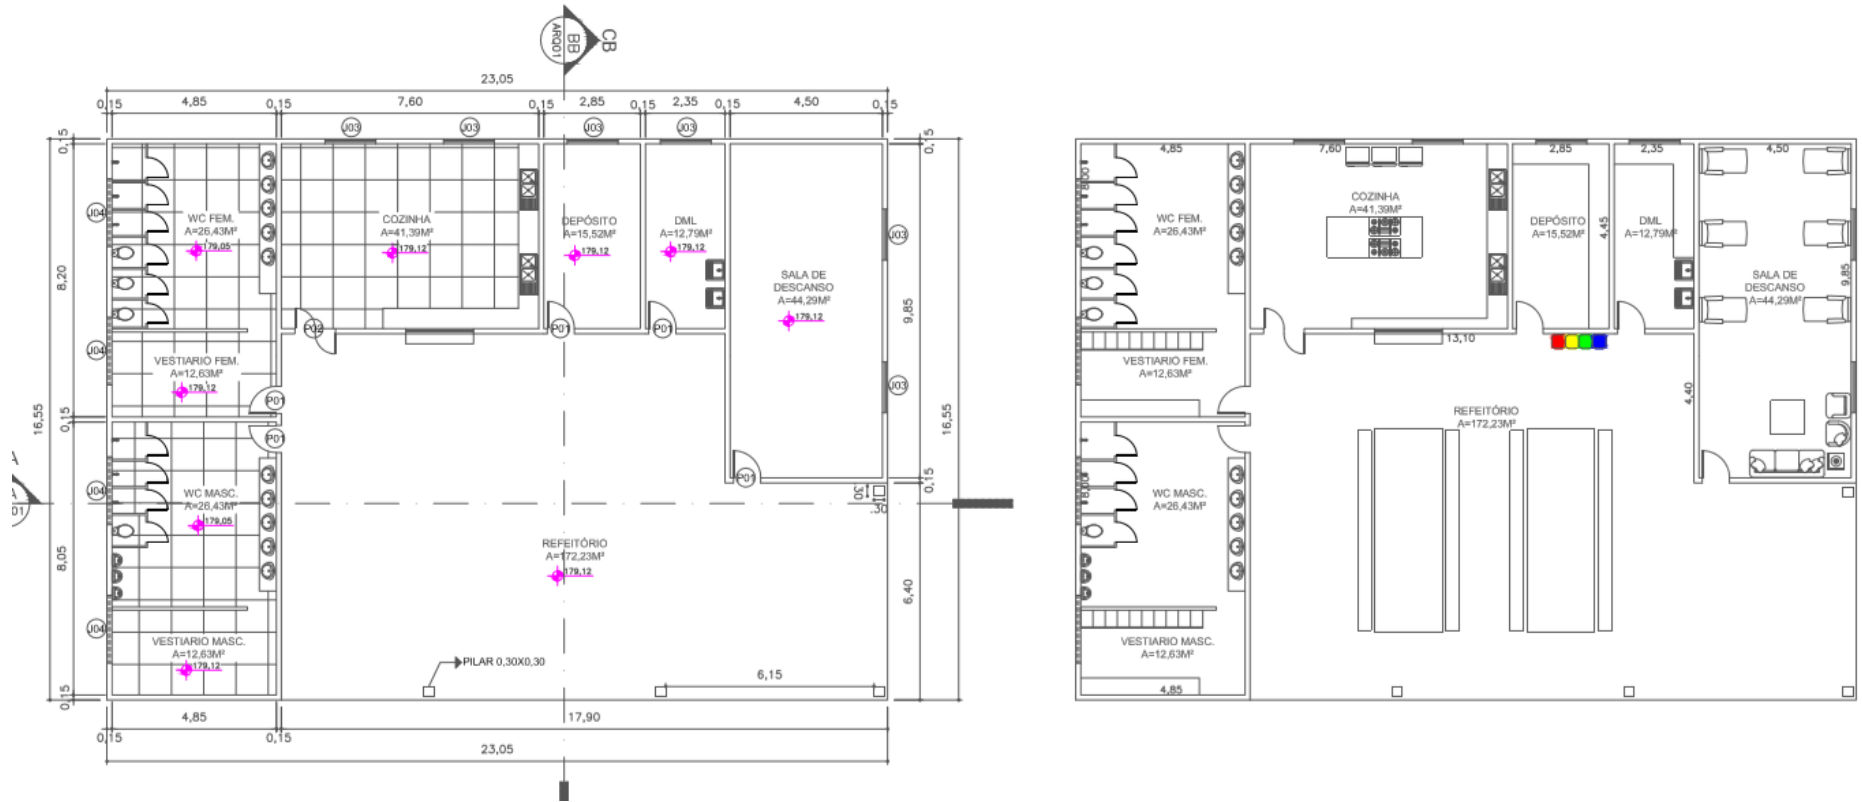 CB
BB
ARQ01
23,05
0,15
4,85
0,15
7,60
0,15
2,85
0,15
2,35
0,15
4,50
0,15
J03
J03
J03
J03
0,15
0,15
J04
WC FEM.
A=26,43M²
179,05
COZINHA
A=41,39M²
179,12
DEPÓSITO
A=15,52M²
179,12
DML
A=12,79M²
179,12
J03
8,20
SALA DE
DESCANSO
A=44,29M²
179,12
9,85
P02
P01
P01
J04
VESTIARIO FEM.
A=12,63M²
179,12
J03
P01
16,55
0,15
16,55
P01
A
01
J04
WC MASC.
A=26,43M²
179,05
P01
0,15
.30
.30
8,05
REFEITÓRIO
A=172,23M²
179,12
6,40
J04
VESTIARIO MASC.
A=12,63M²
179,12
PILAR 0,30X0,30
6,15
0,15
4,85
17,90
0,15
0,15
23,05
4,85
7,60
2,85
2,35
4,50
8,00
WC FEM.
A=26,43M²
COZINHA
A=41,39M²
DEPÓSITO
A=15,52M²
4,45
DML
A=12,79M²
SALA DE
DESCANSO
A=44,29M²
9,85
13,10
VESTIARIO FEM.
A=12,63M²
4,40
REFEITÓRIO
A=172,23M²
8,00
WC MASC.
A=26,43M²
VESTIARIO MASC.
A=12,63M²
4,85